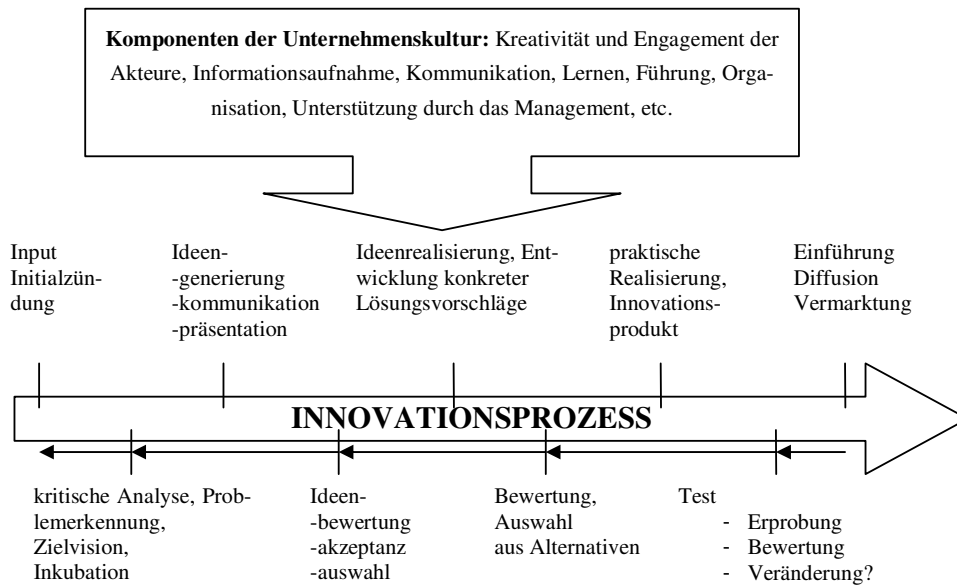 Komponenten der Unternehmenskultur: Kreativität und Engagement der
Akteure, Informationsaufnahme, Kommunikation, Lernen, Führung, Orga-
nisation, Unterstützung durch das Management, etc.
Input
Initialzün-
dung
Ideen-
-generierung
-kommunikation
-präsentation
Ideenrealisierung, Ent-
wicklung konkreter
Lösungsvorschläge
praktische
Realisierung,
Innovations-
produkt
Einführung
Diffusion
Vermarktung
INNOVATIONSPROZESS
kritische Analyse, Prob-
lemerkennung,
Zielvision,
Inkubation
Ideen-
-bewertung
-akzeptanz
-auswahl
Bewertung,
Auswahl
aus Alternativen
Test
- Erprobung
- Bewertung
- Veränderung?